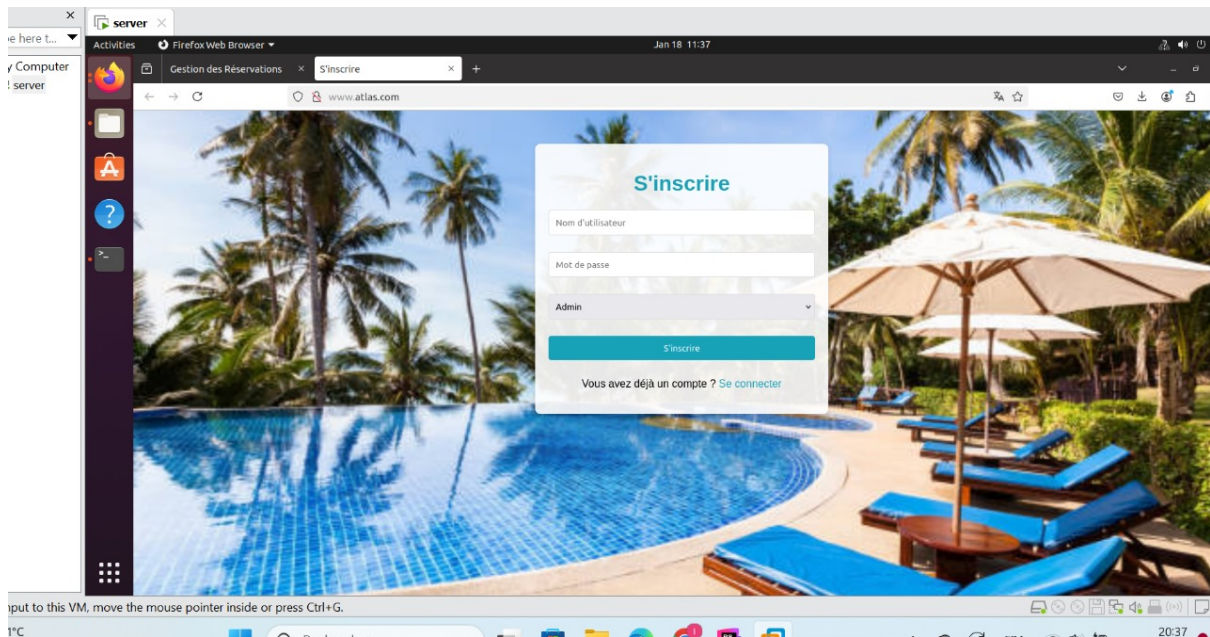 server
Activities
Firefox Web Browser
Jan 18 11:37
y Computer
server
Gestion des Réservations
S'inscrire
www.atlas.com
S'inscrire
Nom d'utilisateur
Mot de passe
Admin
S'inscrire
Vous avez déjà un compte ? Se connecter
nput to this VM, move the mouse pointer inside or press Ctrl+G.
1°C
20:37